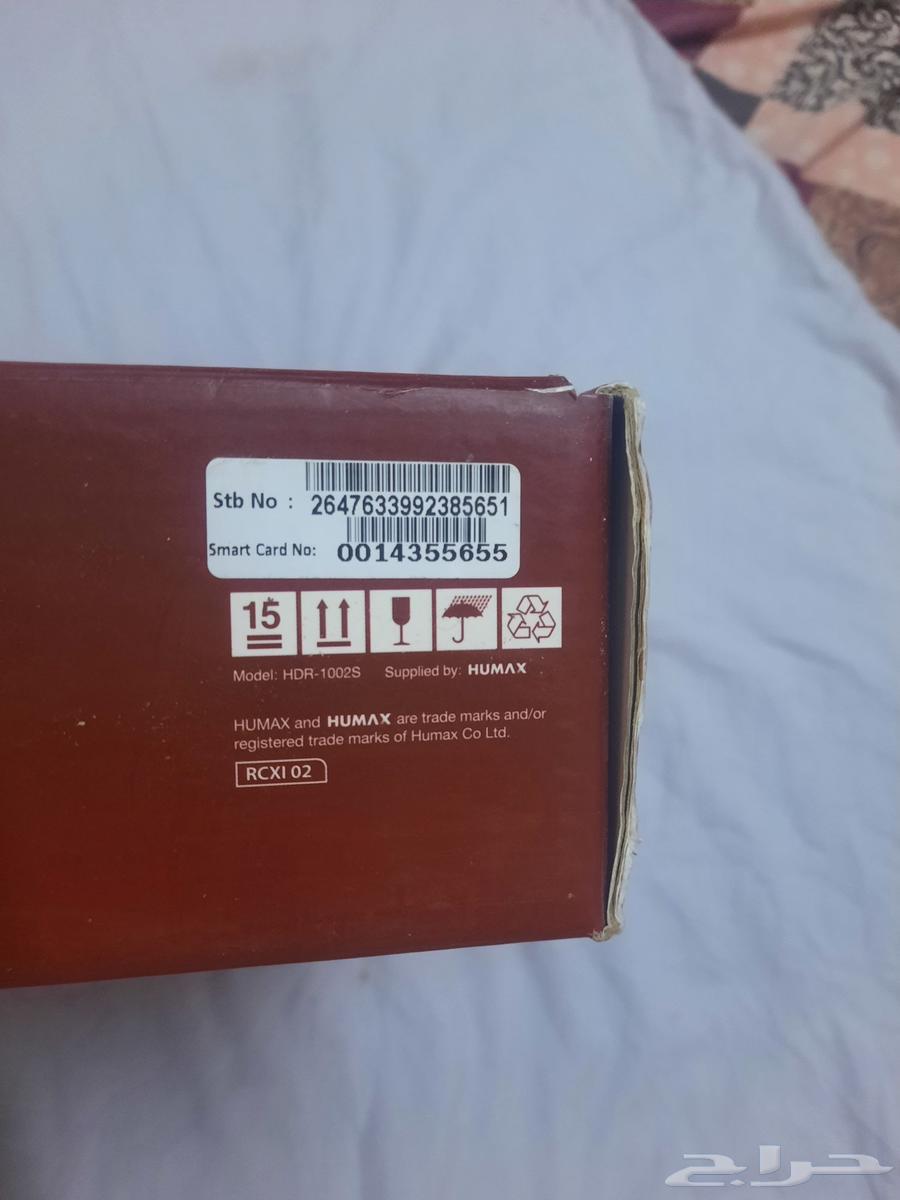 Stb No : 2647633992385651
Smart Card No: 0014355655
15
Model: HDR-1002S Supplied by: HUMAX
HUMAX and HUMAX are trade marks and/or
registered trade marks of Humax Co Ltd.
RCXI 02
حراج